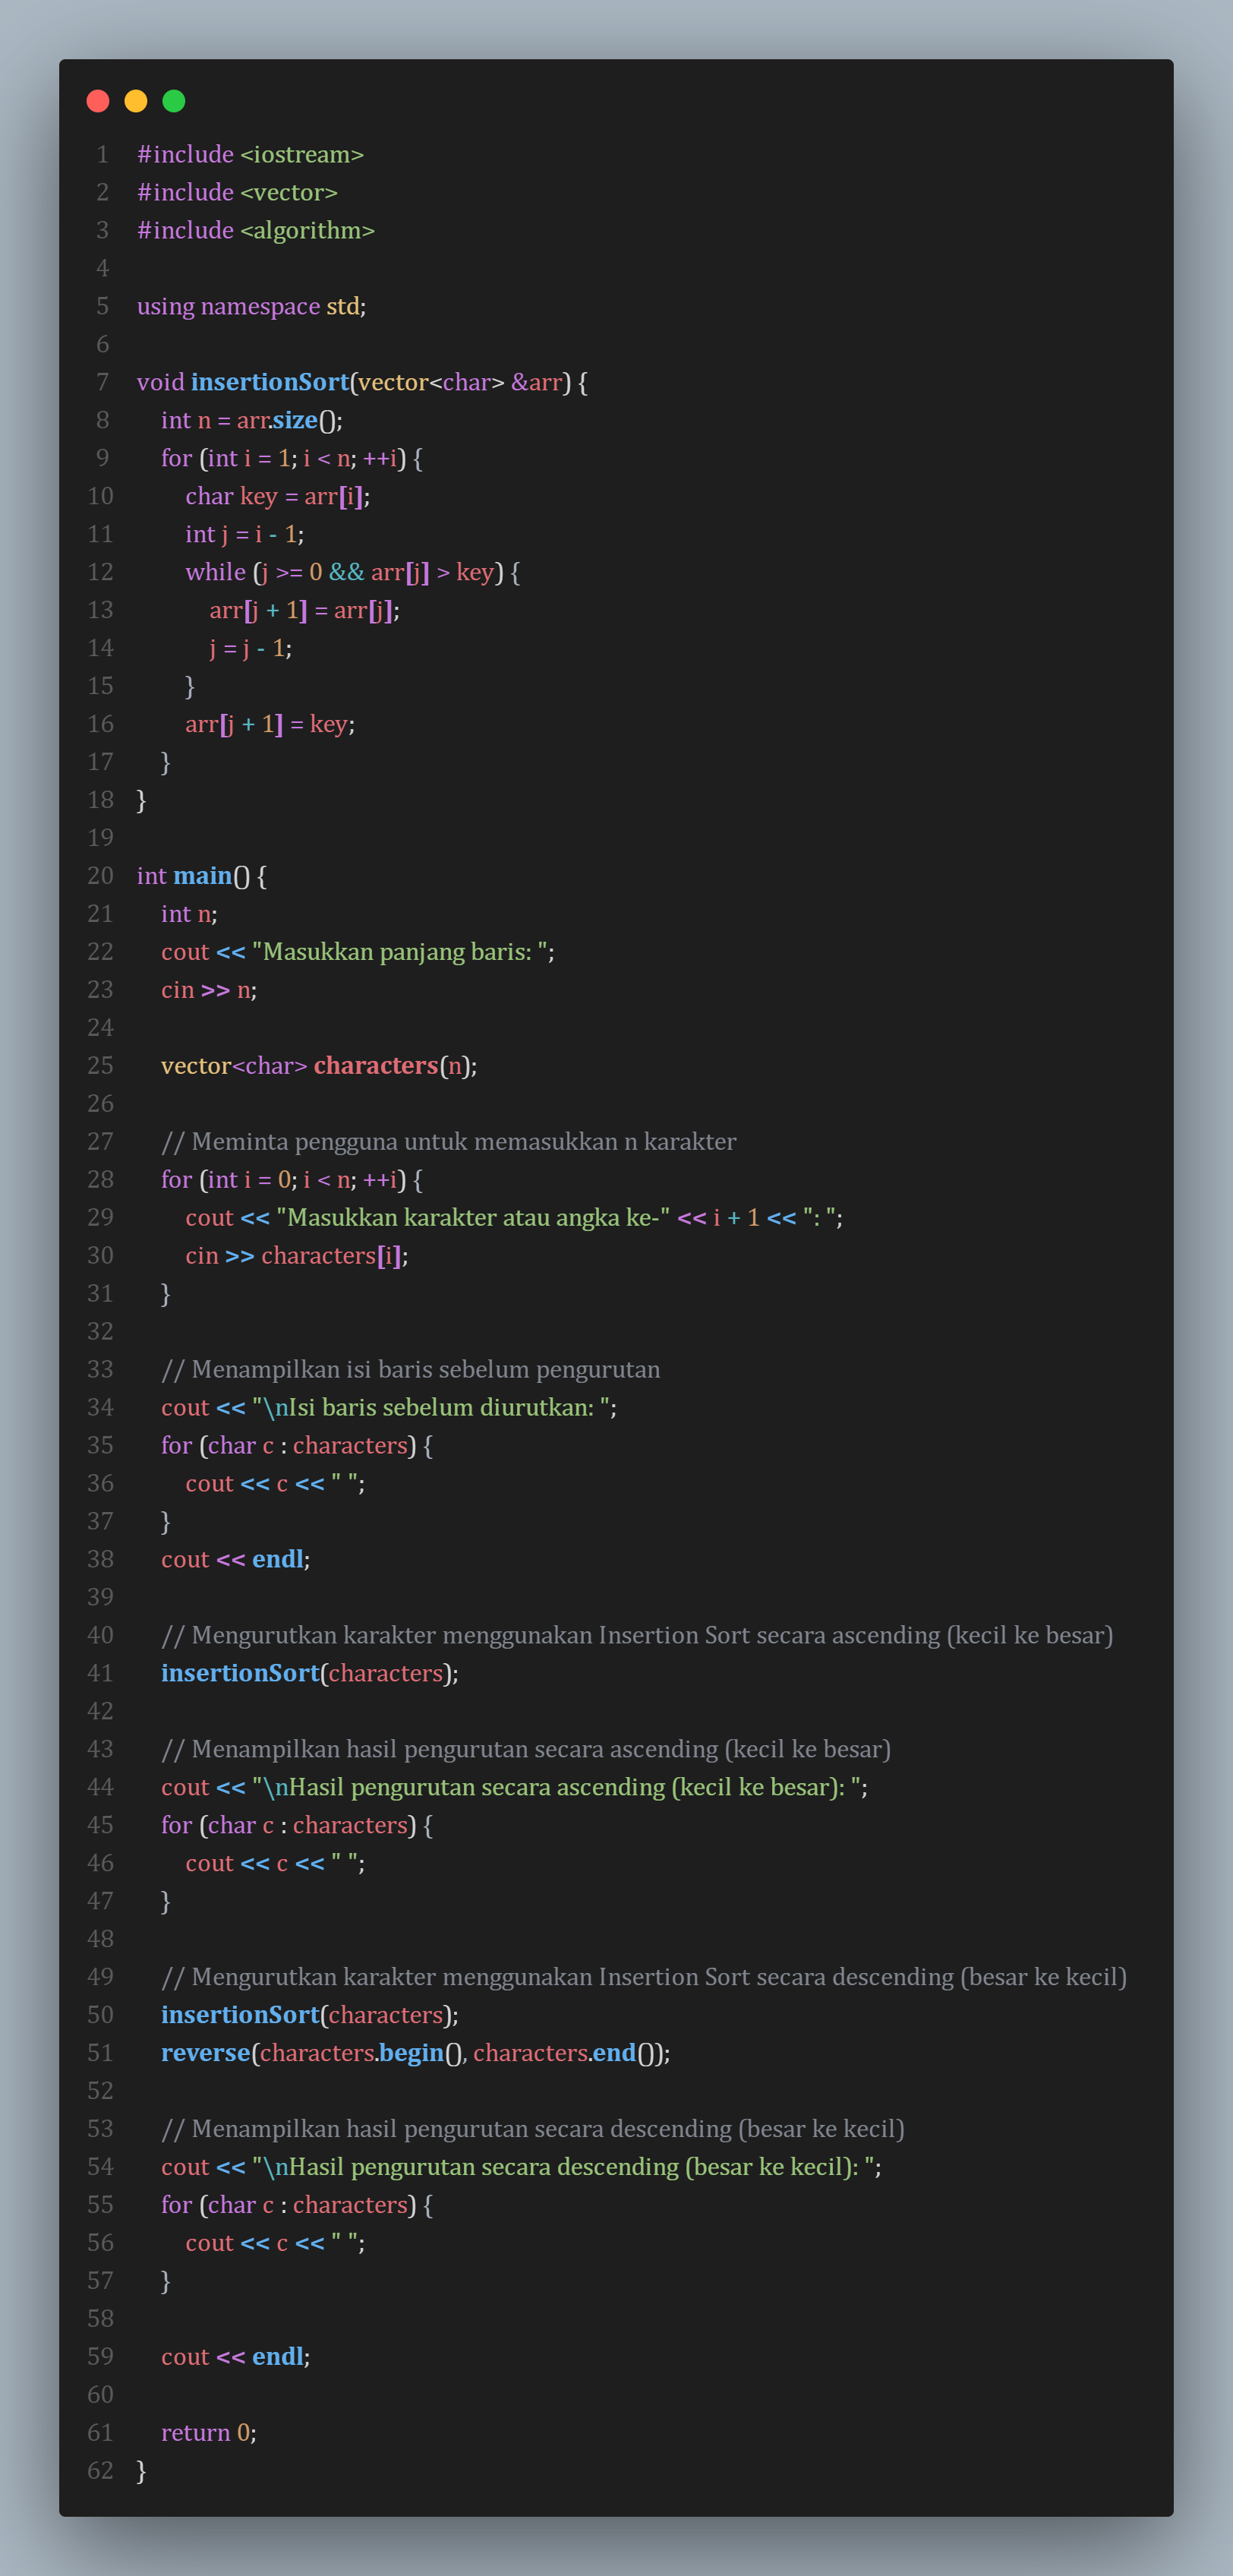 1 #include <iostream>
2 #include <vector>
3 #include <algorithm>
4
5 using namespace std;
6
7 void insertionSort(vector<char> &arr) {
8     int n = arr.size();
9     for (int i = 1; i < n; ++i) {
10         char key = arr[i];
11         int j = i - 1;
12         while (j >= 0 && arr[j] > key) {
13             arr[j + 1] = arr[j];
14             j = j - 1;
15         }
16         arr[j + 1] = key;
17     }
18 }
19
20 int main() {
21     int n;
22     cout << "Masukkan panjang baris: ";
23     cin >> n;
24
25     vector<char> characters(n);
26
27     // Meminta pengguna untuk memasukkan n karakter
28     for (int i = 0; i < n; ++i) {
29         cout << "Masukkan karakter atau angka ke-" << i + 1 << ": ";
30         cin >> characters[i];
31     }
32
33     // Menampilkan isi baris sebelum pengurutan
34     cout << "\nIsi baris sebelum diurutkan: ";
35     for (char c : characters) {
36         cout << c << " ";
37     }
38     cout << endl;
39
40     // Mengurutkan karakter menggunakan Insertion Sort secara ascending (kecil ke besar)
41     insertionSort(characters);
42
43     // Menampilkan hasil pengurutan secara ascending (kecil ke besar)
44     cout << "\nHasil pengurutan secara ascending (kecil ke besar): ";
45     for (char c : characters) {
46         cout << c << " ";
47     }
48
49     // Mengurutkan karakter menggunakan Insertion Sort secara descending (besar ke kecil)
50     insertionSort(characters);
51     reverse(characters.begin(), characters.end());
52
53     // Menampilkan hasil pengurutan secara descending (besar ke kecil)
54     cout << "\nHasil pengurutan secara descending (besar ke kecil): ";
55     for (char c : characters) {
56         cout << c << " ";
57     }
58
59     cout << endl;
60
61     return 0;
62 }